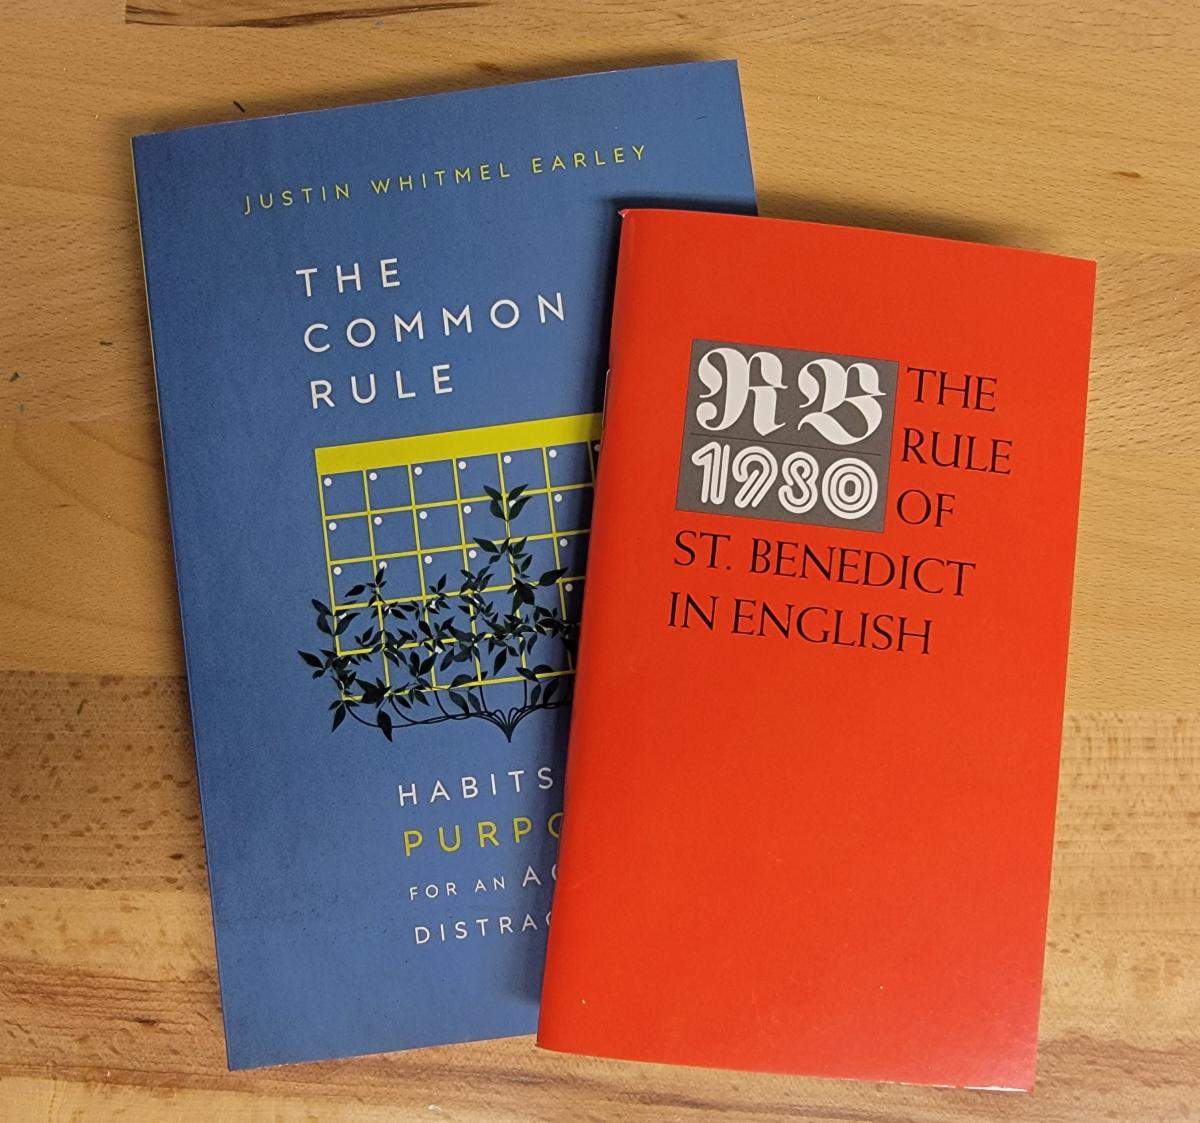 JUSTIN WHITMEL EARLEY
THE
COMMON
RULE
HABITS
PURPO
FOR AN AG
DISTRAC
RB
1980
THE
RULE
OF
ST. BENEDICT
IN ENGLISH